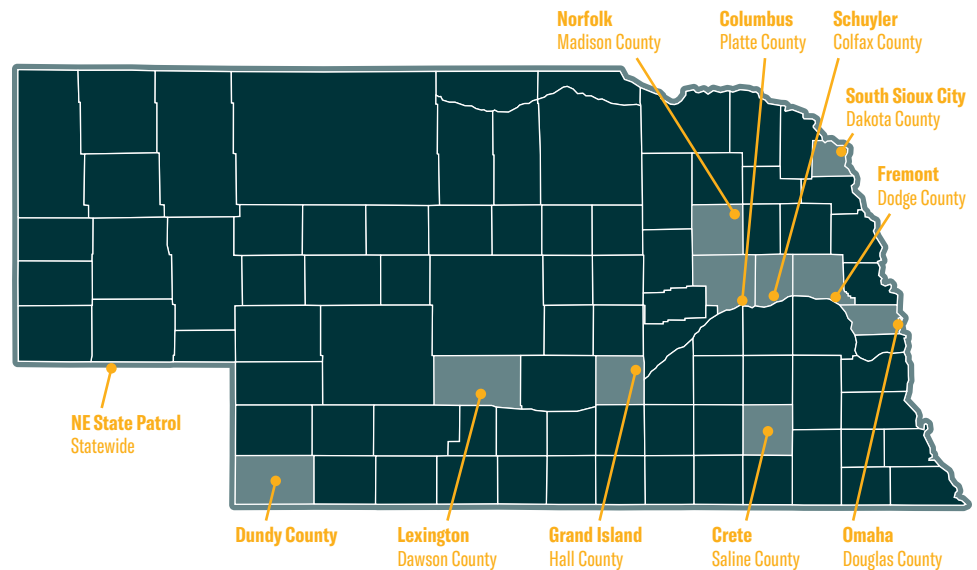 Norfolk
Madison County
Columbus
Platte County
Schuyler
Colfax County
South Sioux City
Dakota County
Fremont
Dodge County
NE State Patrol
Statewide
Dundy County
Lexington
Dawson County
Grand Island
Hall County
Crete
Saline County
Omaha
Douglas County